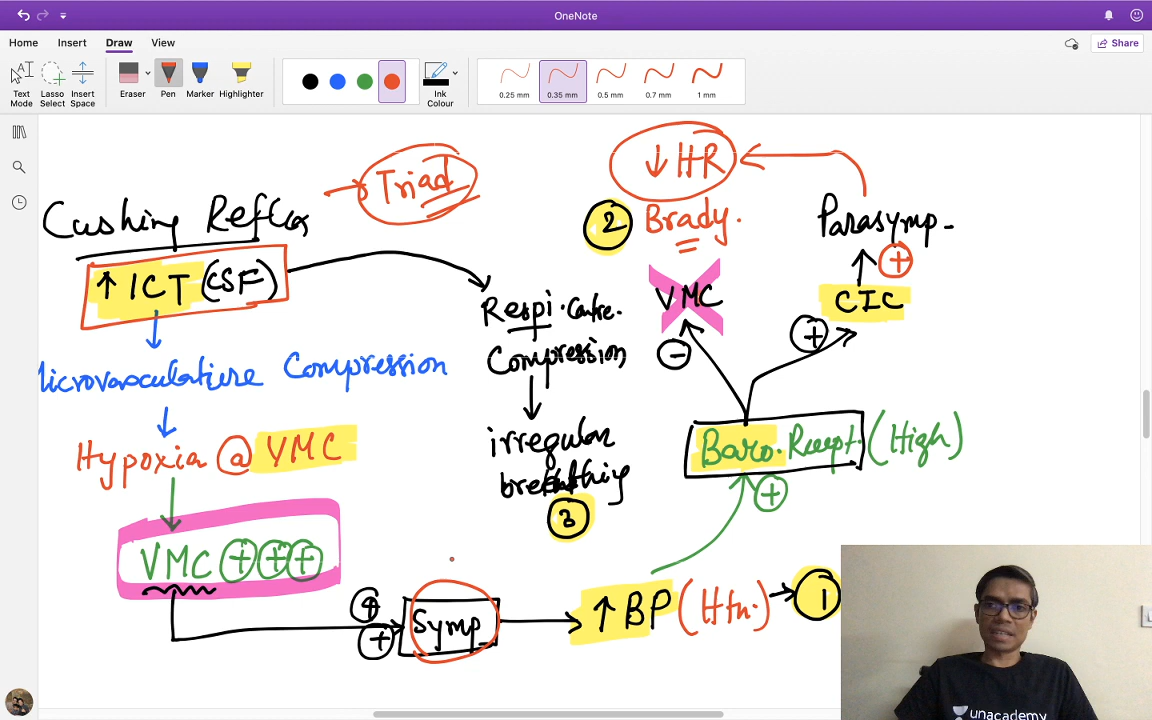 OneNote
Home Insert Draw View
Share
Text Mode
Lasso Select
Insert Space
Eraser
Pen
Marker
Highlighter
Ink Colour
0.25 mm 0.35 mm 0.5 mm 0.7 mm 1 mm
Cushing Reflex
→ Triad
↑ ICT (CSF)
Microvasculature Compression
Hypoxia @ VMC
VMC + + +
+
+
Symp
↑ BP (Htn.) → 1
Respi. Centre.
Compression
irregular
breathing
3
↓ HR
2 Brady.
VMC
-
Parasymp.
+
CIC
+
Baro. Recept. (High)
+
unacademy